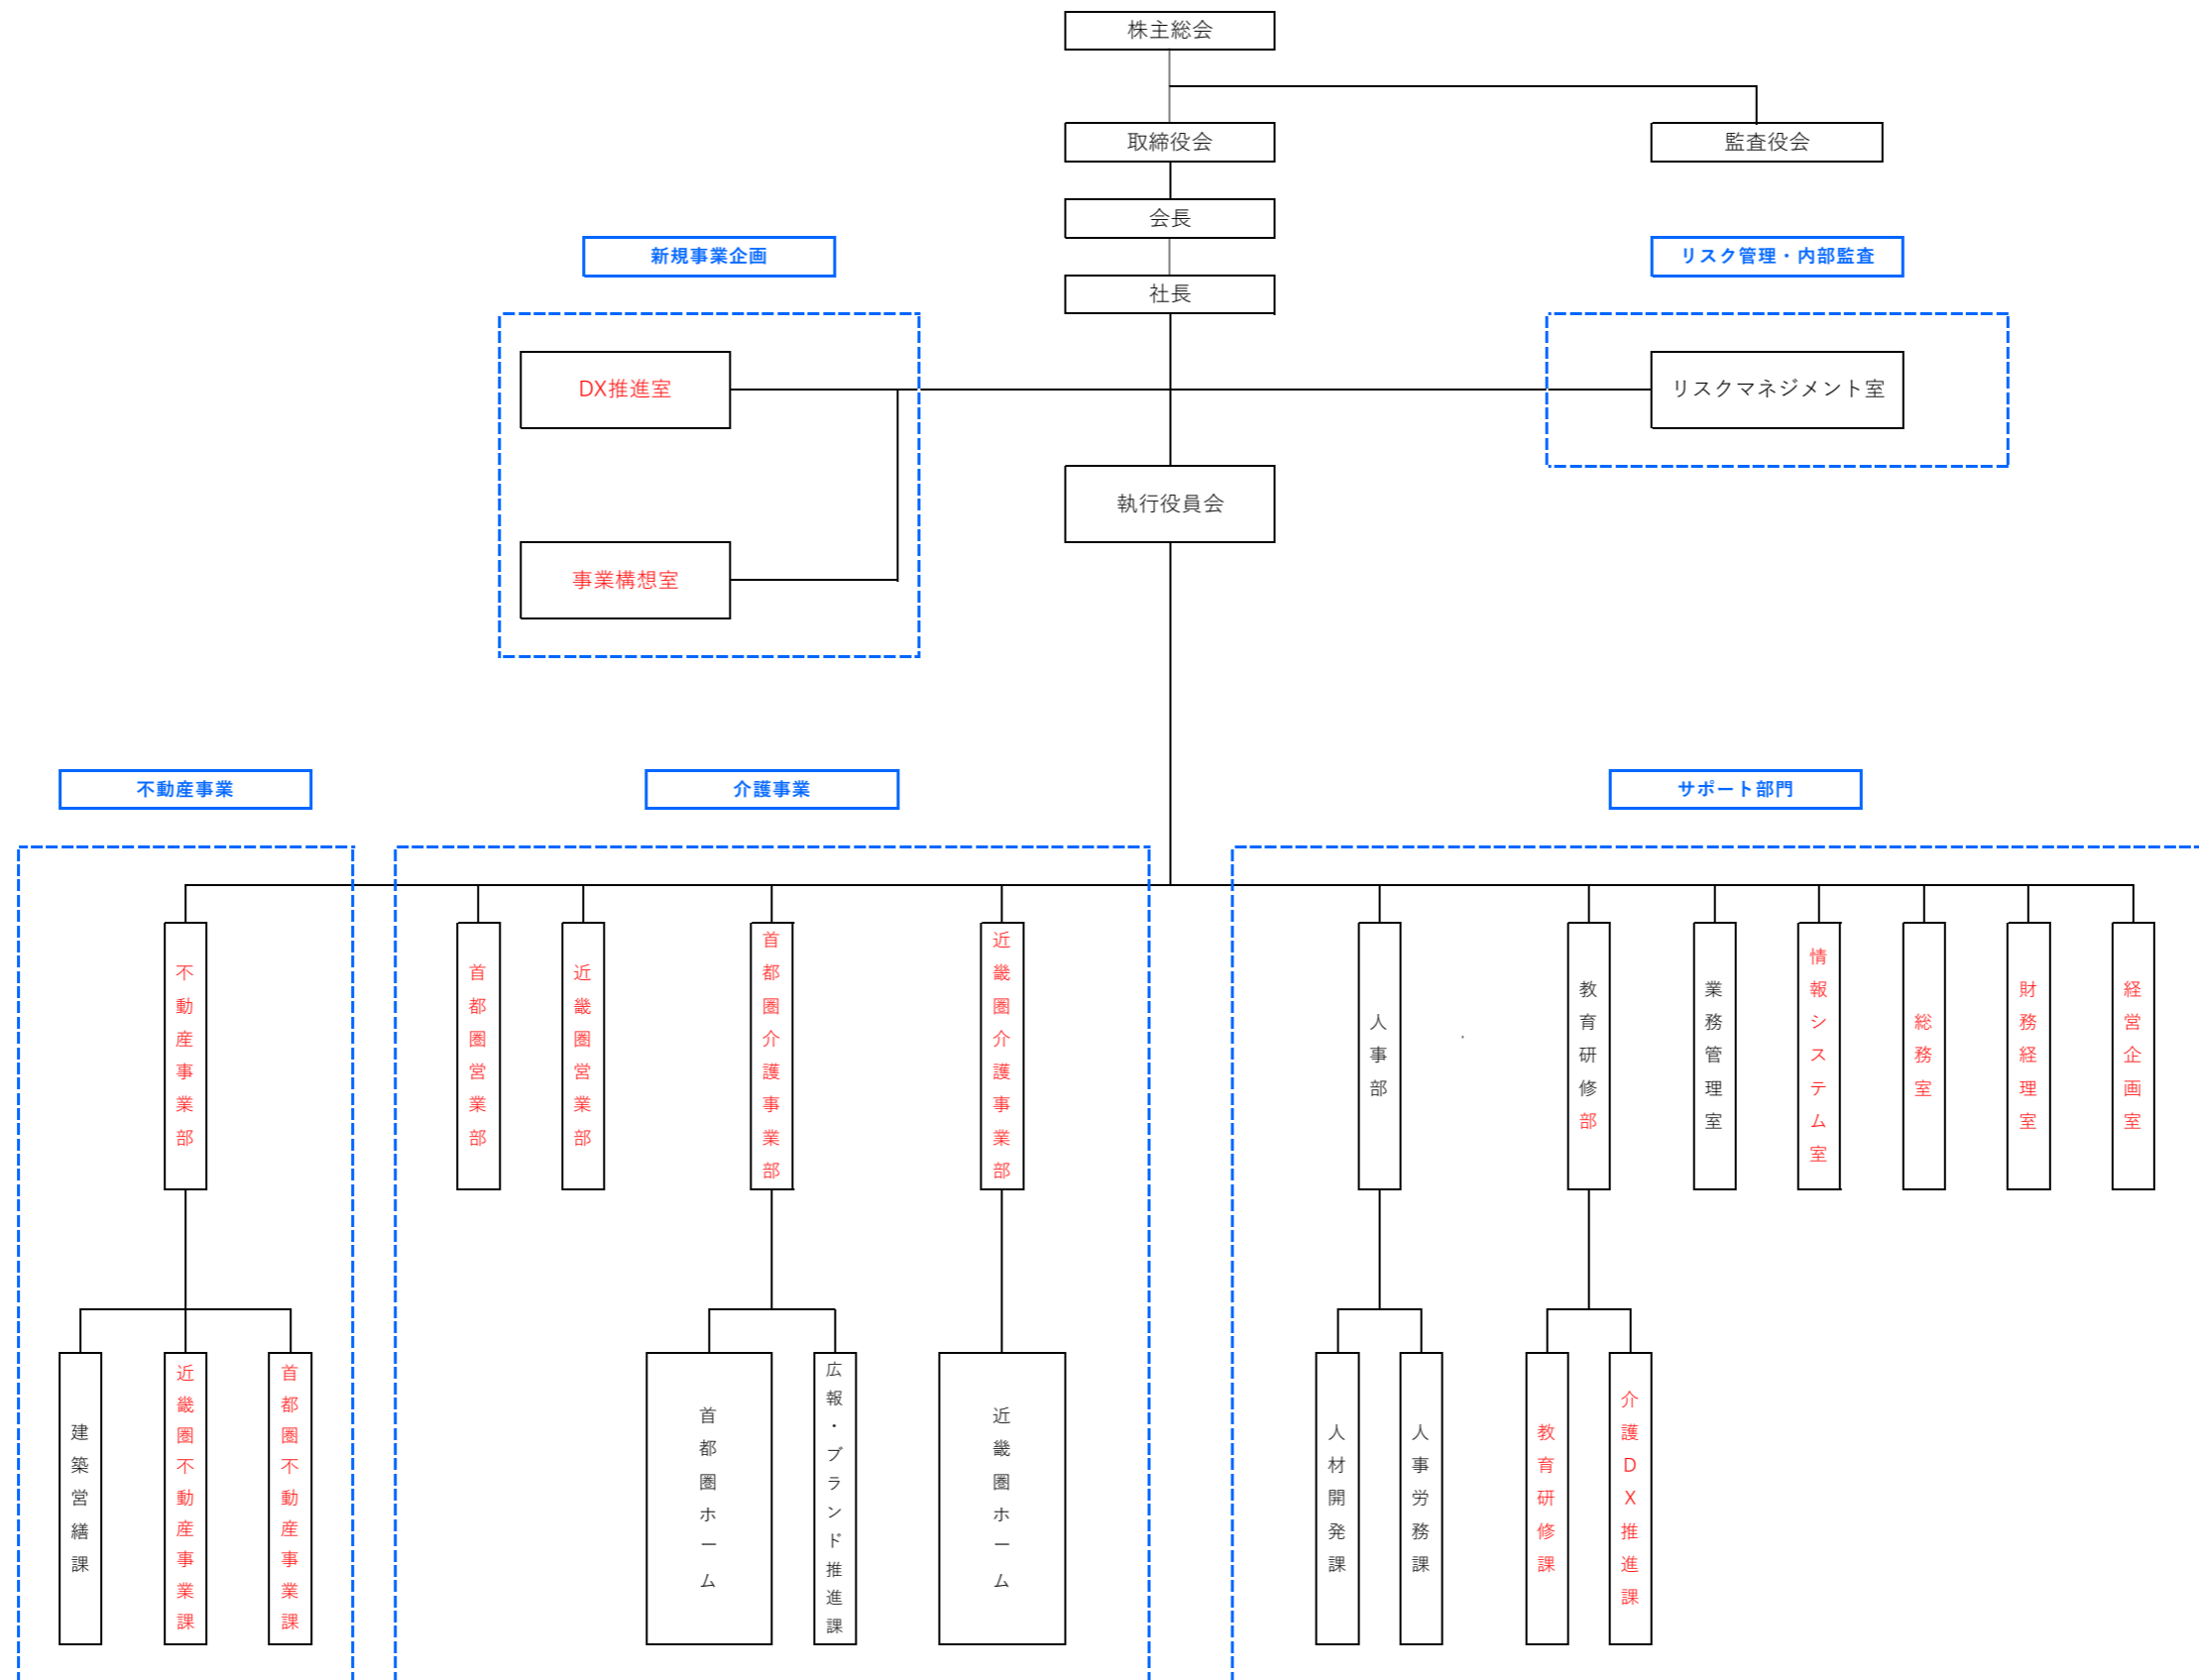 株主総会
取締役会
監査役会
会長
新規事業企画
リスク管理・内部監査
社長
DX推進室
リスクマネジメント室
執行役員会
事業構想室
不動産事業
介護事業
サポート部門
不動産事業部
首都圏営業部
近畿圏営業部
首都圏介護事業部
近畿圏介護事業部
人事部
教育研修部
業務管理室
情報システム室
総務室
財務経理室
経営企画室
建築営繕課
近畿圏不動産事業課
首都圏不動産事業課
首都圏ホーム
広報・ブランド推進課
近畿圏ホーム
人材開発課
人事労務課
教育研修課
介護DX推進課